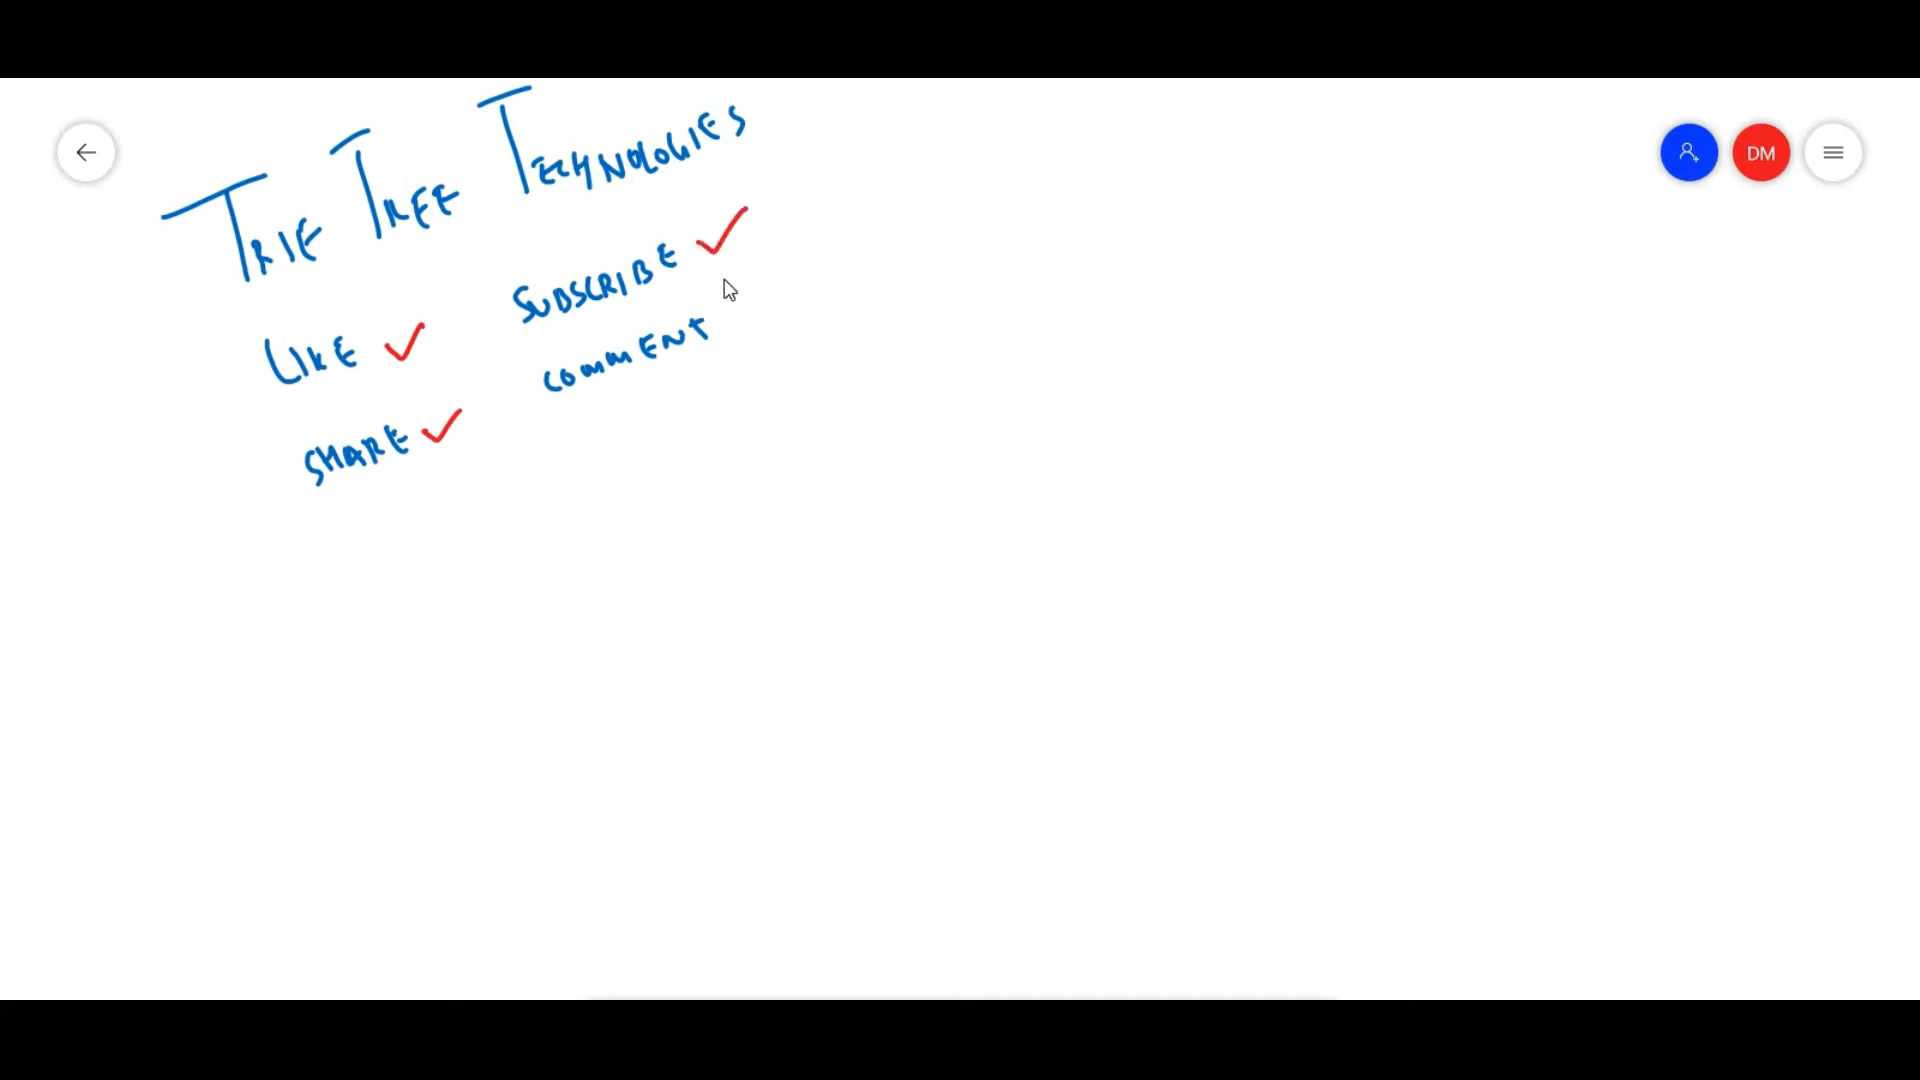 TRIE TREE TECHNOLOGIES
LIKE ✓
SUBSCRIBE ✓
SHARE ✓
COMMENT
DM